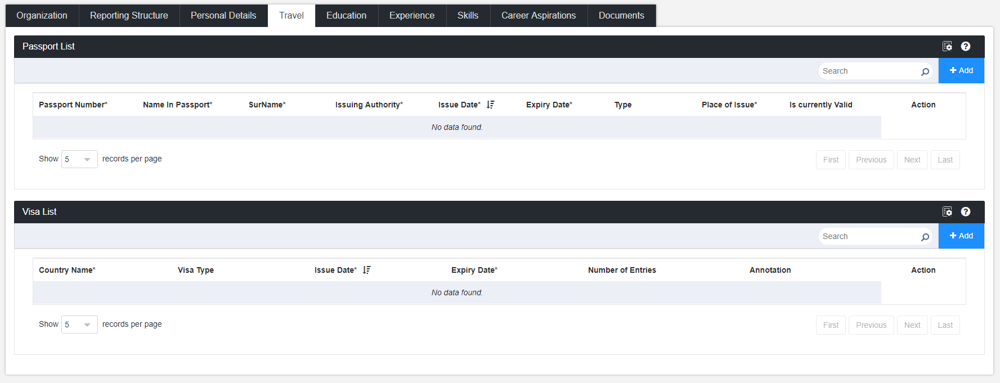 Organization Reporting Structure Personal Details Travel Education Experience Skills Career Aspirations Documents
Passport List
Search + Add
Passport Number* Name In Passport* SurName* Issuing Authority* Issue Date* Expiry Date* Type Place of Issue* Is currently Valid Action
No data found.
Show 5 records per page First Previous Next Last
Visa List
Search + Add
Country Name* Visa Type Issue Date* Expiry Date* Number of Entries Annotation Action
No data found.
Show 5 records per page First Previous Next Last